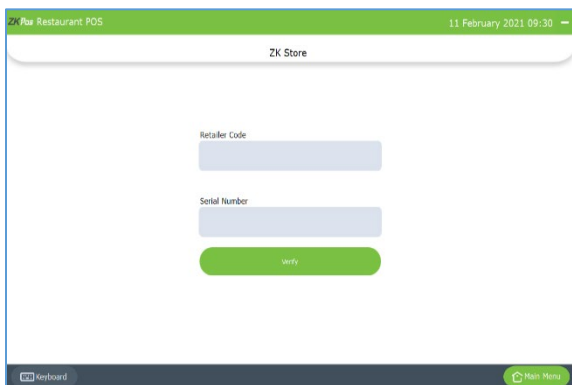 ZKPos Restaurant POS 11 February 2021 09:30
ZK Store
Retailer Code
Serial Number
Verify
Keyboard Main Menu